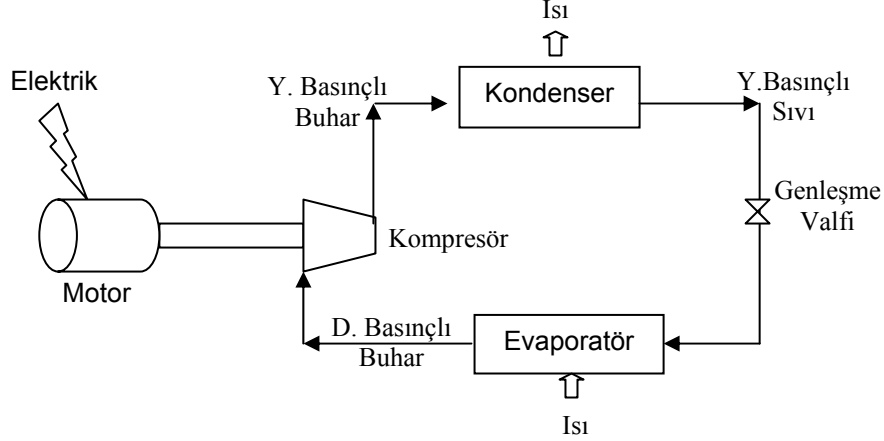 Isı
Elektrik
Y. Basınçlı
Buhar
Kondenser
Y.Basınçlı
Sıvı
Genleşme
Valfi
Kompresör
Motor
D. Basınçlı
Buhar
Evaporatör
Isı